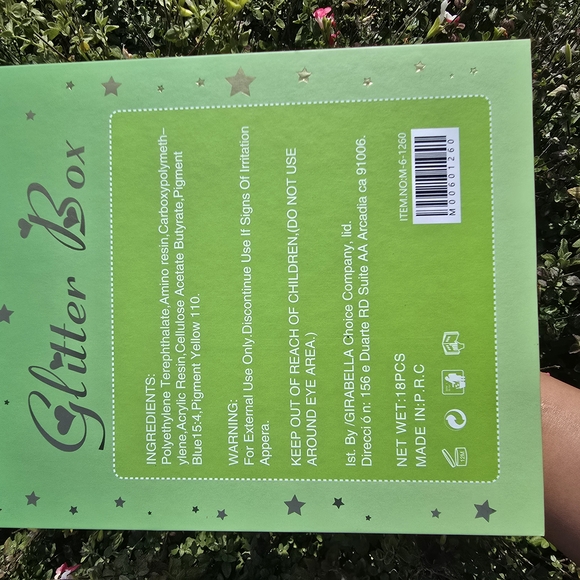 Glitter Box
INGREDIENTS:
Polyethylene Terephthalate,Amino resin,Carboxypolymeth–
ylene,Acrylic Resin,Cellulose Acetate Butyrate,Pigment
Blue15:4,Pigment Yellow 110.
WARNING:
For External Use Only.Discontinue Use If Signs Of Irritation
Appera.
KEEP OUT OF REACH OF CHILDREN,(DO NOT USE
AROUND EYE AREA.)
Ist. By /GIRABELLA Choice Company, lid.
Direcci ó n: 156 e Duarte RD Suite AA Arcadia ca 91006.
NET WET:18PCS
MADE IN:P.R.C
ITEM.NO:M-6-1260
M00601260